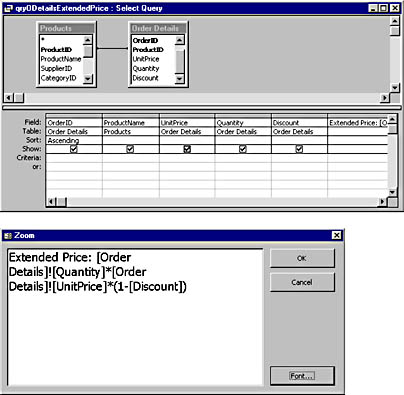 qryODetailsExtendedPrice : Select Query
Products
*
ProductID
ProductName
SupplierID
CategoryID
Order Details
OrderID
ProductID
UnitPrice
Quantity
Discount
Field: OrderID ProductName UnitPrice Quantity Discount Extended Price: [O
Table: Order Details Products Order Details Order Details Order Details
Sort: Ascending
Show:
Criteria:
or:
Zoom
Extended Price: [Order
Details]![Quantity]*[Order
Details]![UnitPrice]*(1-[Discount])
OK
Cancel
Font...